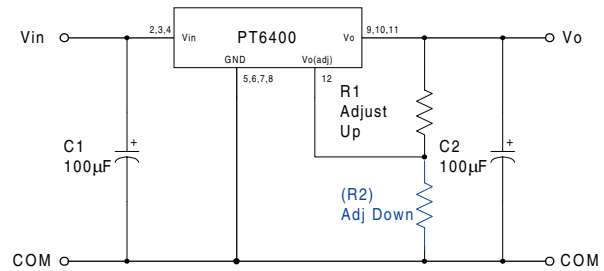 Vin
2,3,4
Vin
PT6400
Vo
9,10,11
Vo
GND
Vo(adj)
5,6,7,8
12
R1
Adjust
Up
C1
100µF
+
C2
100µF
+
(R2)
Adj Down
COM
COM